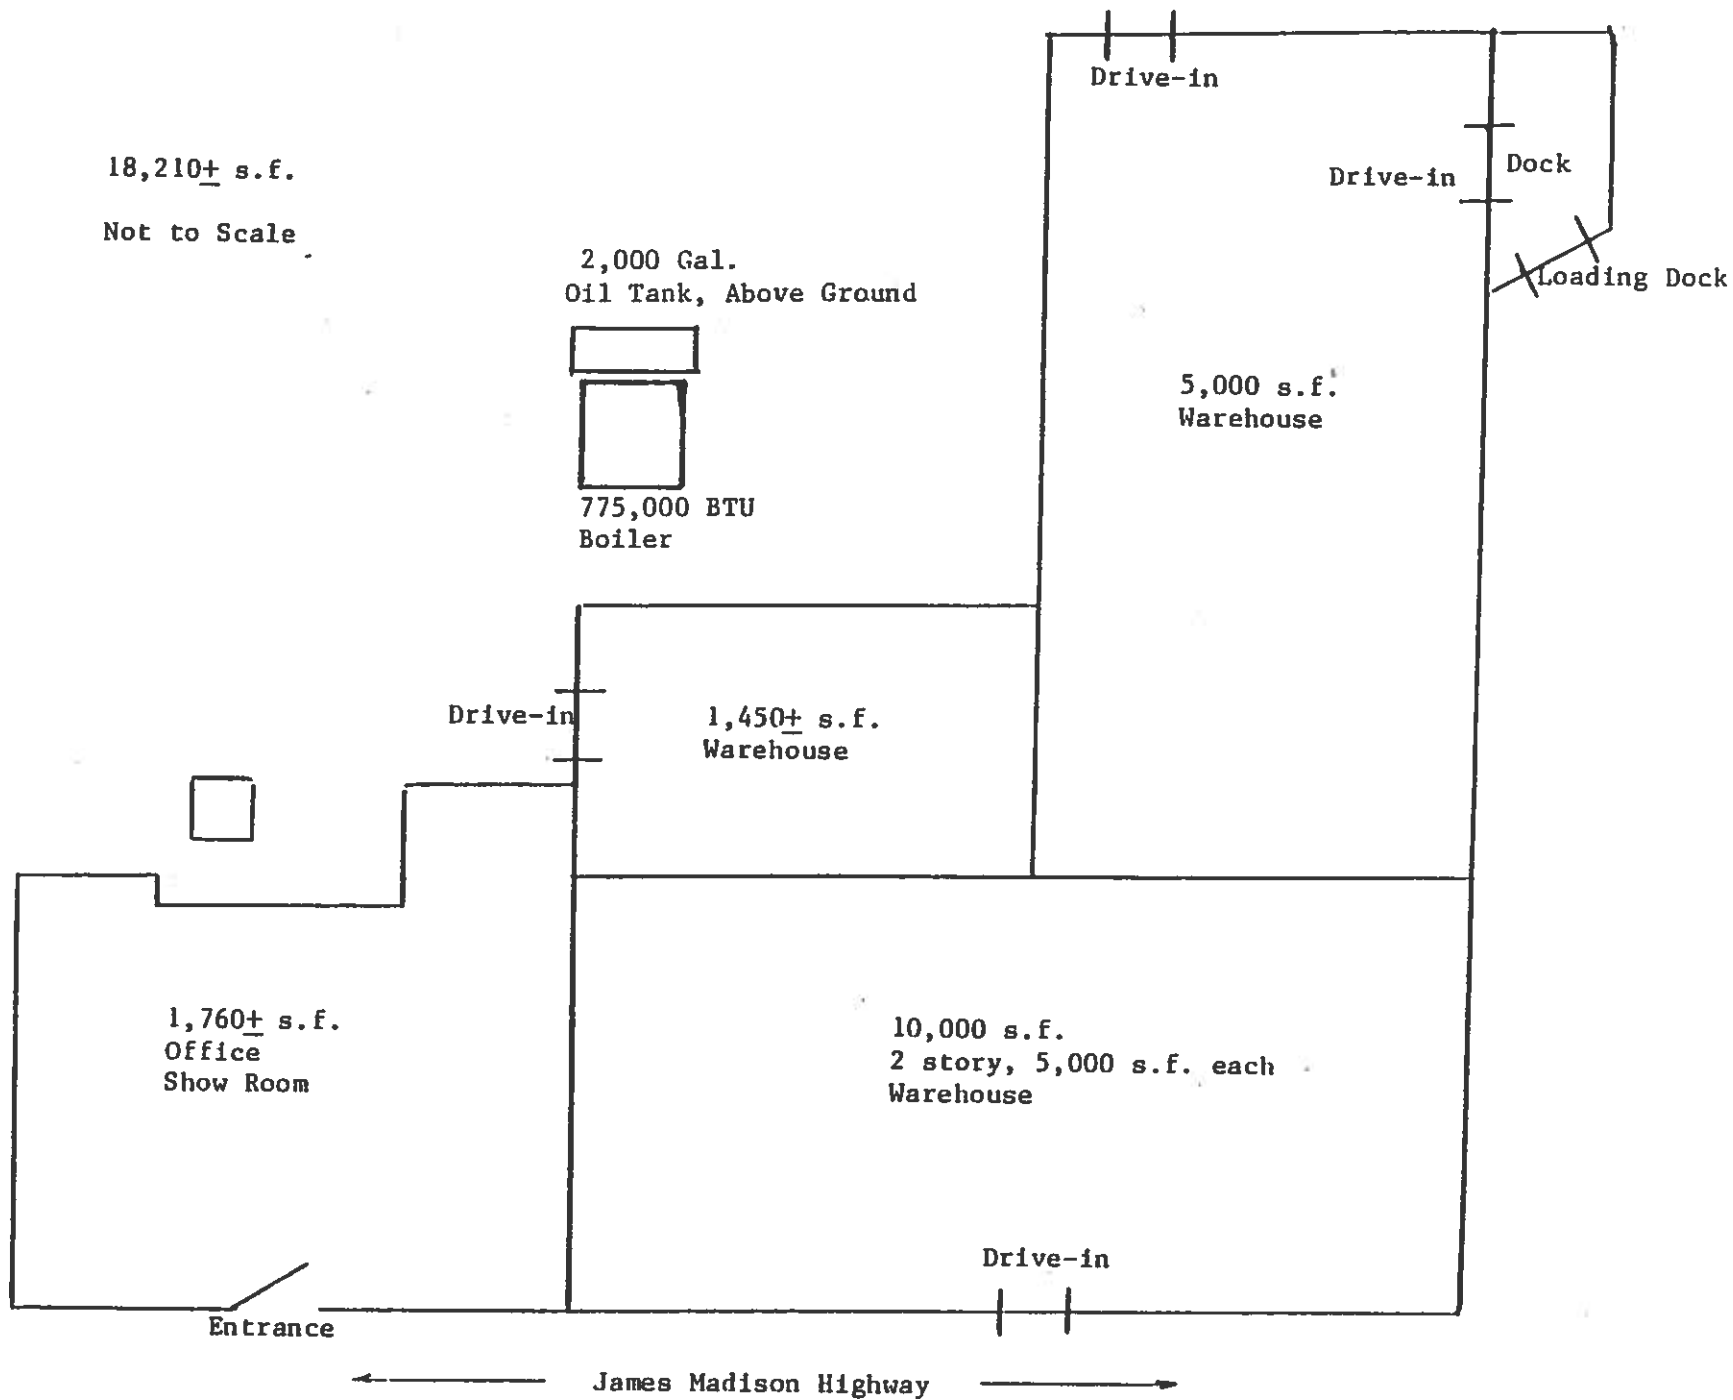 Drive-in
18,210± s.f.
Not to Scale
Drive-in
Dock
2,000 Gal.
Oil Tank, Above Ground
Loading Dock
5,000 s.f.
Warehouse
775,000 BTU
Boiler
Drive-in
1,450± s.f.
Warehouse
1,760± s.f.
Office
Show Room
10,000 s.f.
2 story, 5,000 s.f. each
Warehouse
Drive-in
Entrance
James Madison Highway